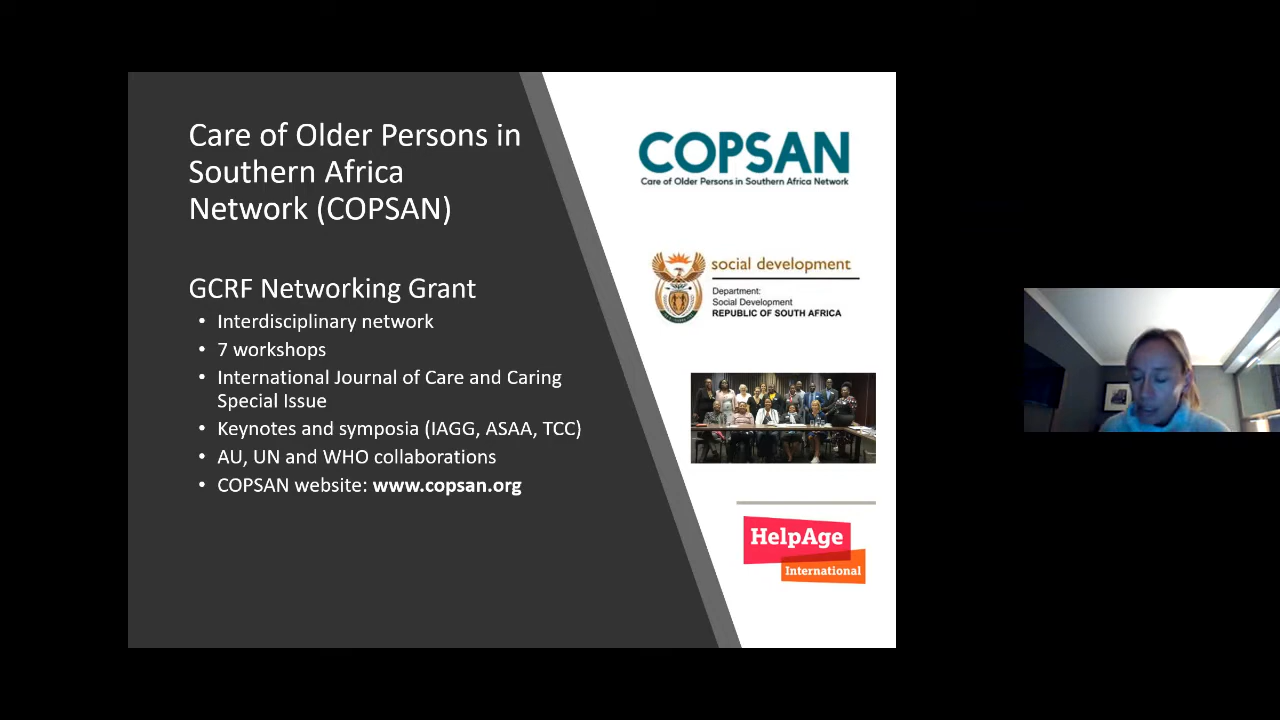 Care of Older Persons in
Southern Africa
Network (COPSAN)
GCRF Networking Grant
• Interdisciplinary network
• 7 workshops
• International Journal of Care and Caring
Special Issue
• Keynotes and symposia (IAGG, ASAA, TCC)
• AU, UN and WHO collaborations
• COPSAN website: www.copsan.org
COPSAN
Care of Older Persons in Southern Africa Network
social development
Department:
Social Development
REPUBLIC OF SOUTH AFRICA
HelpAge
International